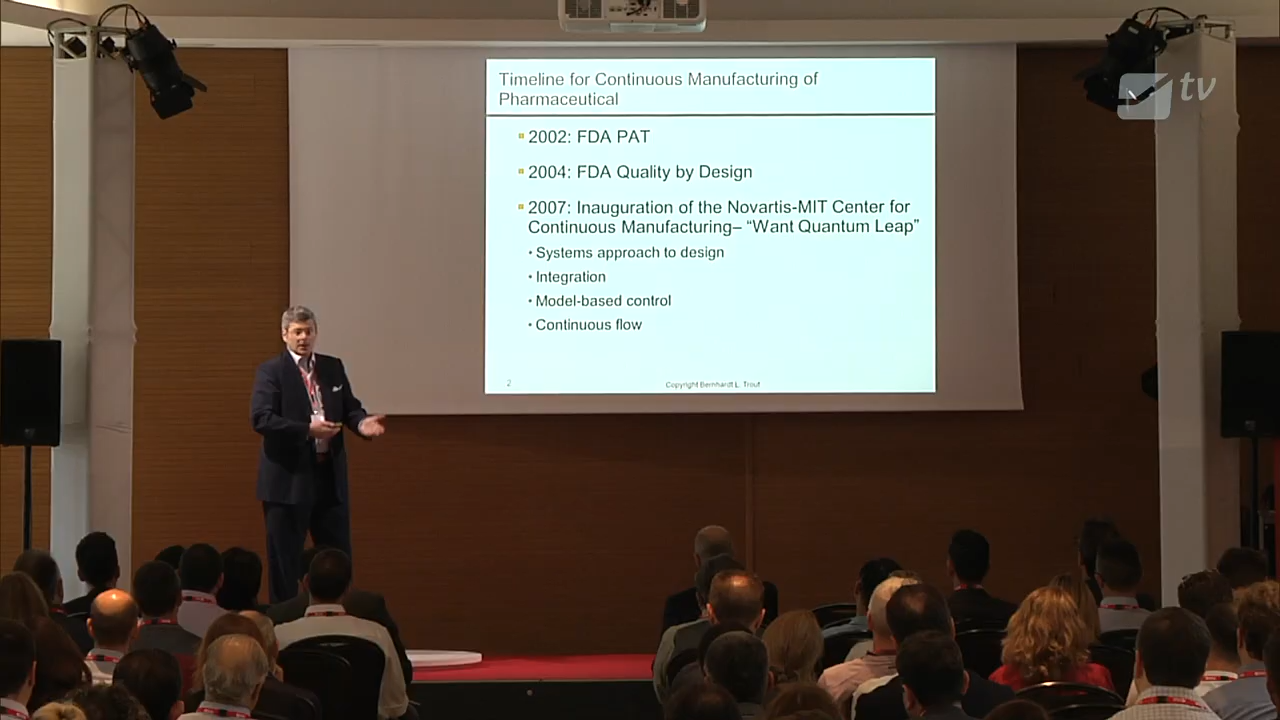 tv
Timeline for Continuous Manufacturing of
Pharmaceutical
2002: FDA PAT
2004: FDA Quality by Design
2007: Inauguration of the Novartis-MIT Center for
Continuous Manufacturing– “Want Quantum Leap”
Systems approach to design
Integration
Model-based control
Continuous flow
2
Copyright Bernhardt L. Trout